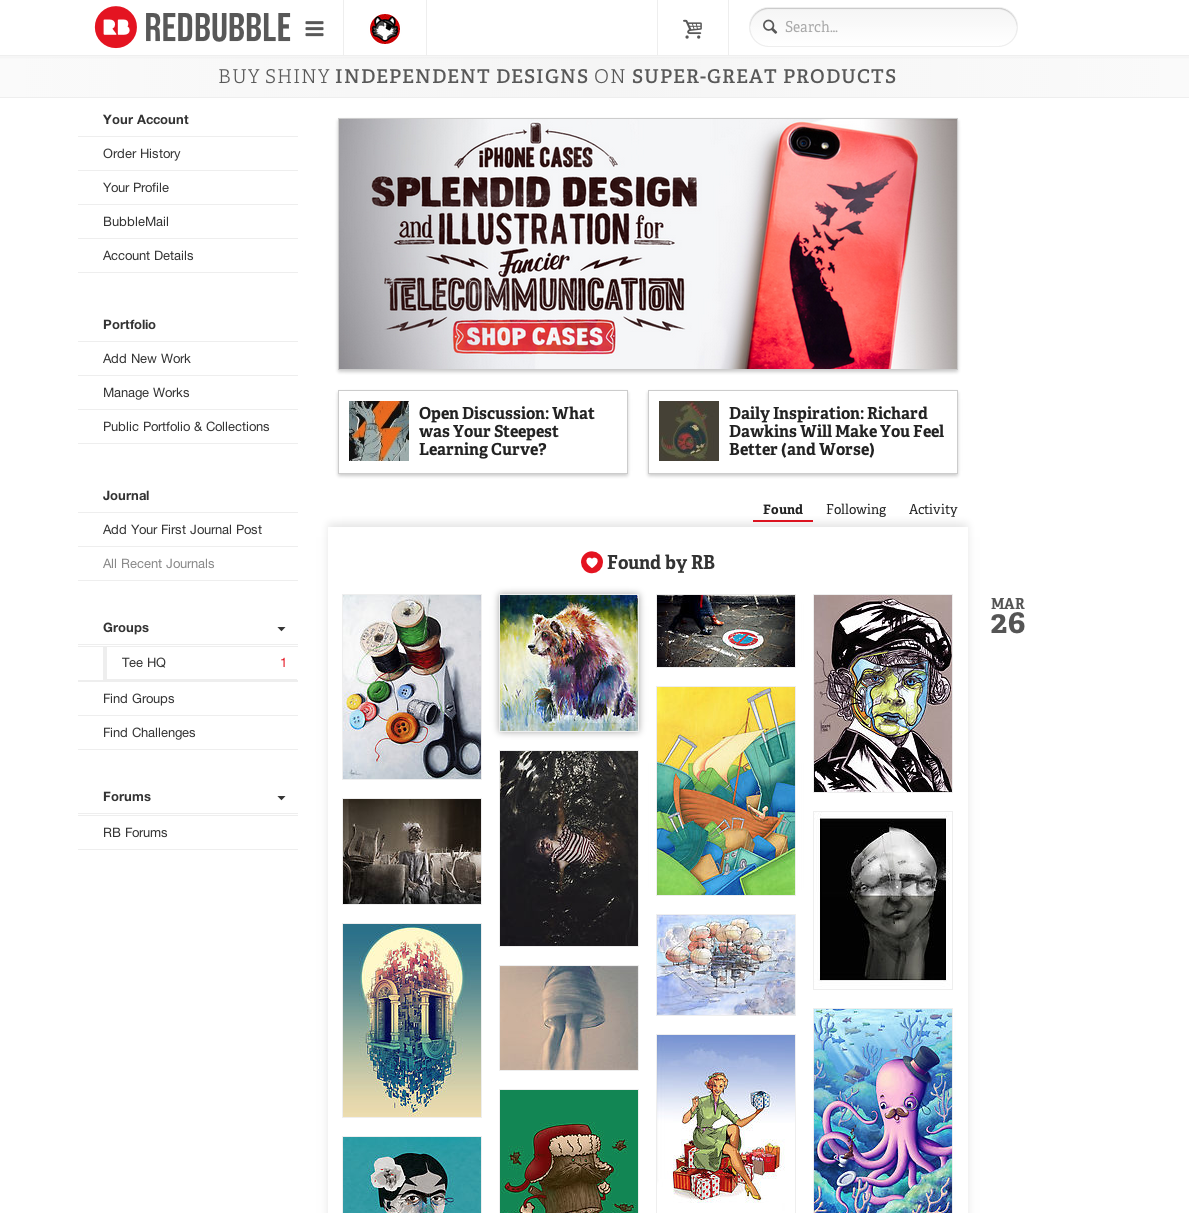 RB REDBUBBLE
Search...
BUY SHINY INDEPENDENT DESIGNS ON SUPER-GREAT PRODUCTS
Your Account
Order History
Your Profile
BubbleMail
Account Details
Portfolio
Add New Work
Manage Works
Public Portfolio & Collections
Journal
Add Your First Journal Post
All Recent Journals
Groups
Tee HQ 1
Find Groups
Find Challenges
Forums
RB Forums
iPHONE CASES
SPLENDID DESIGN
and ILLUSTRATION for
Fancier
TELECOMMUNICATION
SHOP CASES
Open Discussion: What
was Your Steepest
Learning Curve?
Daily Inspiration: Richard
Dawkins Will Make You Feel
Better (and Worse)
Found Following Activity
Found by RB
MAR
26